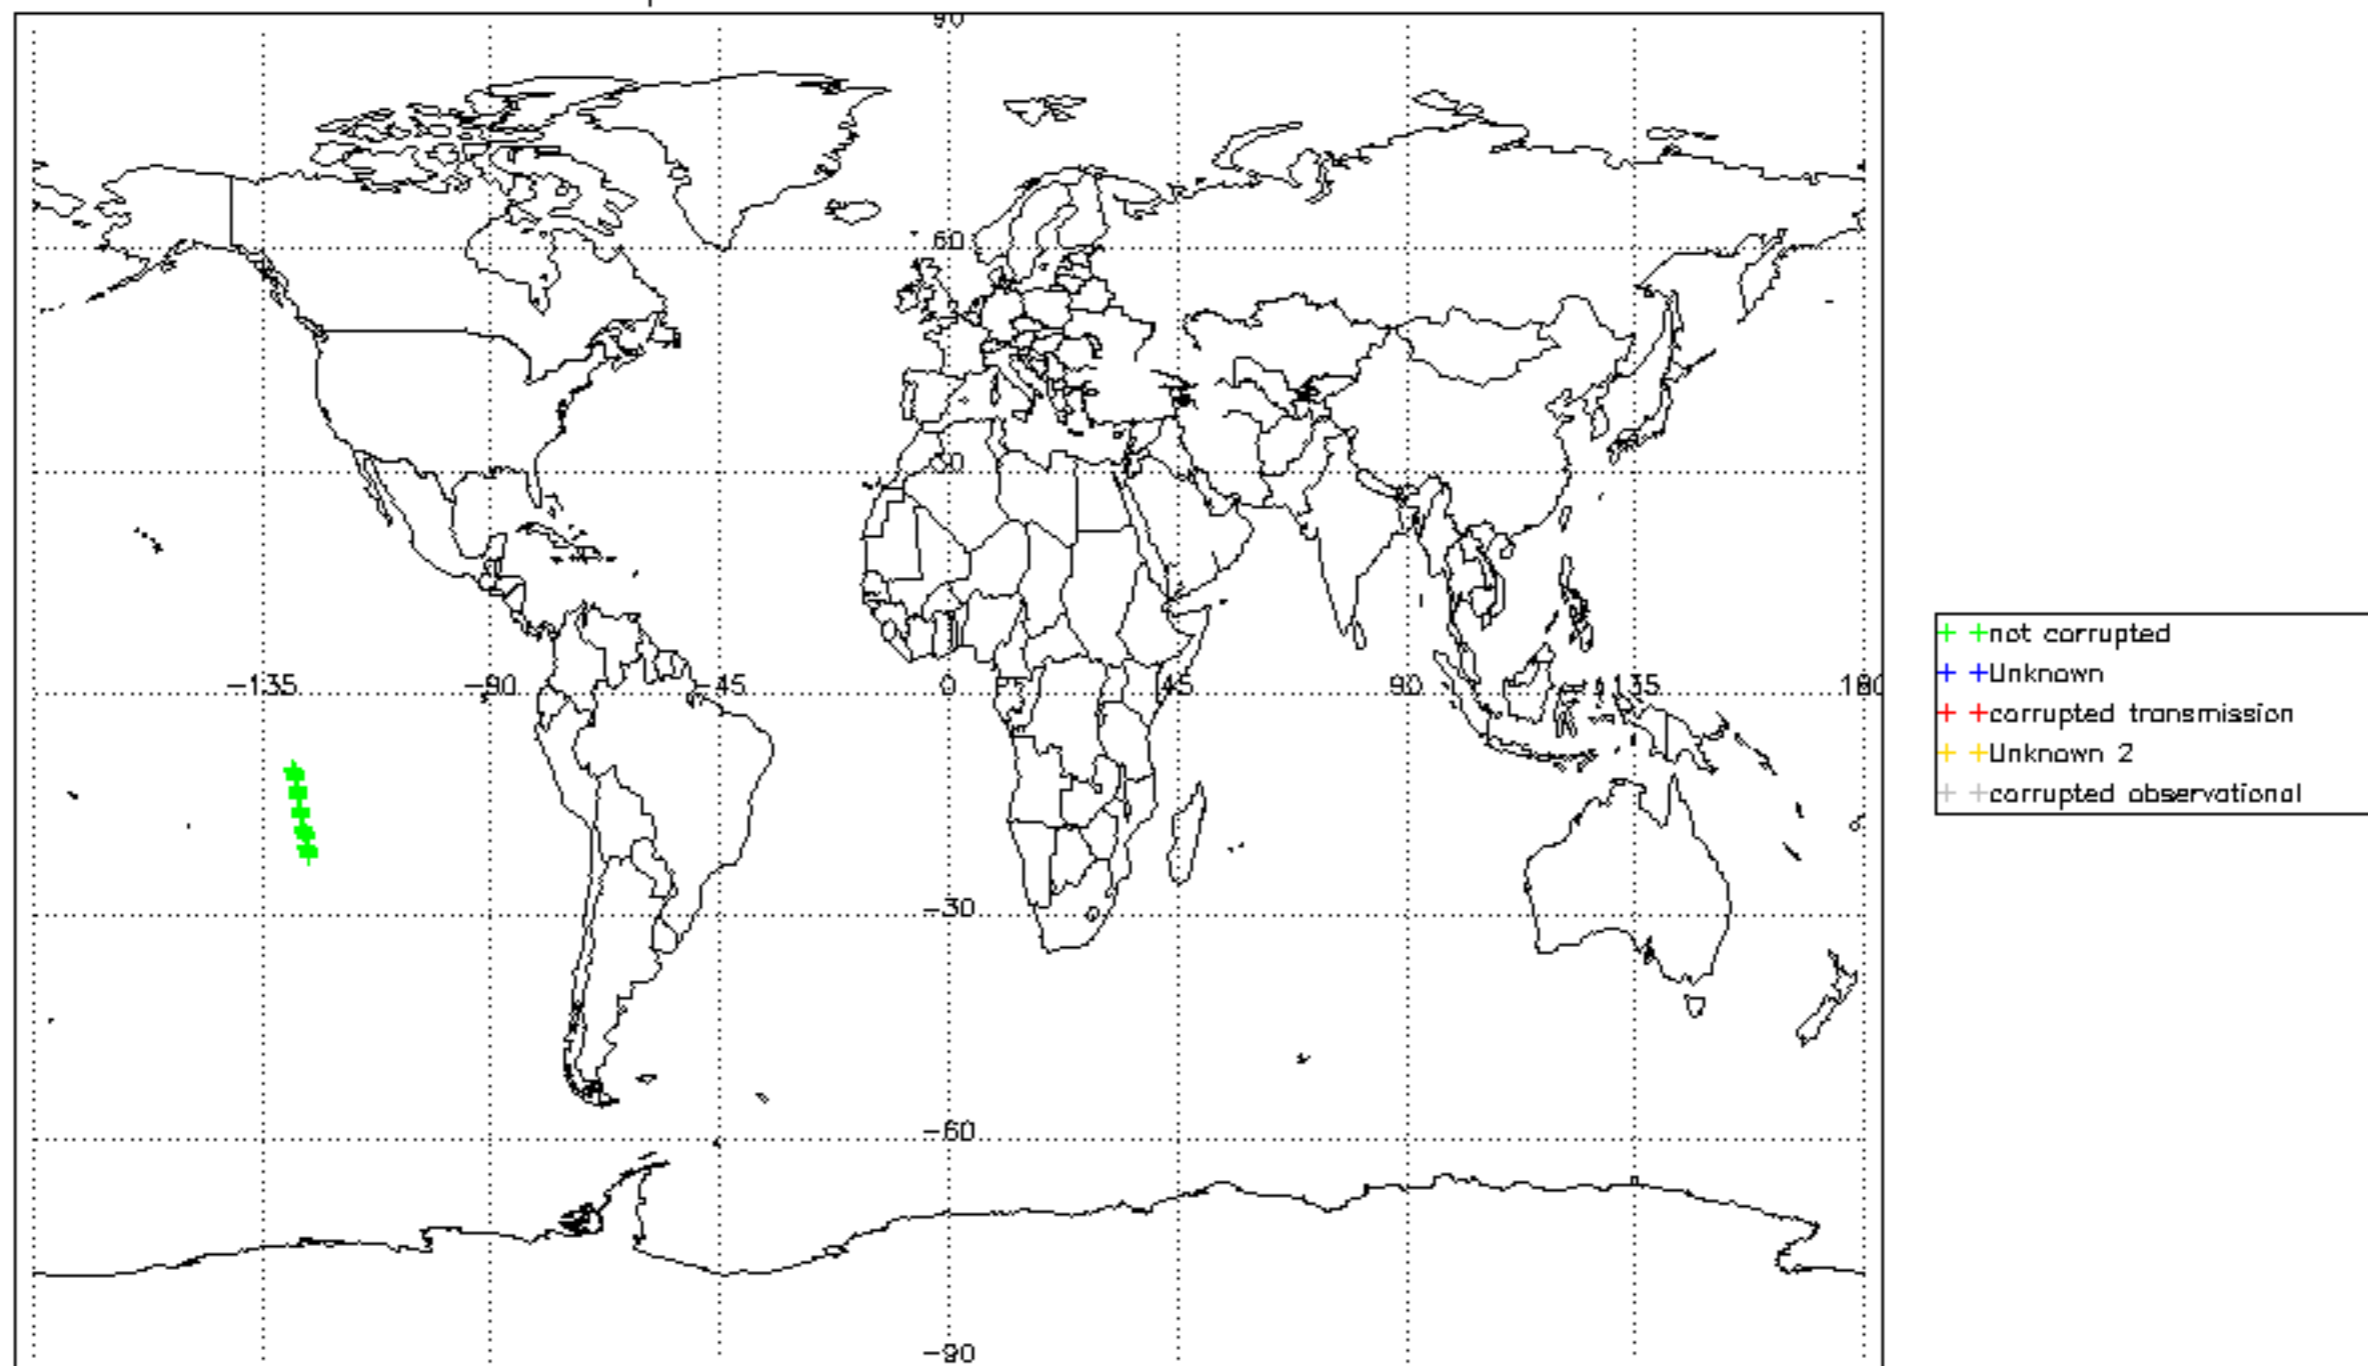 90
60
30
-135 -90 -45 0 45 90 135 180
-30
-60
-90
not corrupted
Unknown
corrupted transmission
Unknown 2
corrupted observational